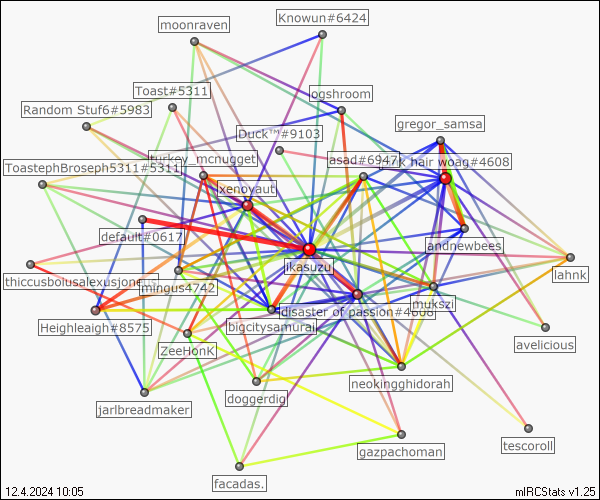 Knowun#6424
moonraven
Toast#5311
ogshroom
Random Stuf6#5983
gregor_samsa
Duck™#9103
turkey_mcnugget
asad#6947
k hair woag#4608
ToastephBroseph5311#5311
xenoyaut
default#0617
andnewbees
ikasuzu
lahnk
thiccusbolusalexusjones
mingus4742
mukszi
disaster of passion#4608
Heighleaigh#8575
bigcitysamurai
avelicious
ZeeHonK
neokingghidorah
doggerdig
jarlbreadmaker
tescoroll
gazpachoman
facadas.
12.4.2024 10:05
mIRCStats v1.25